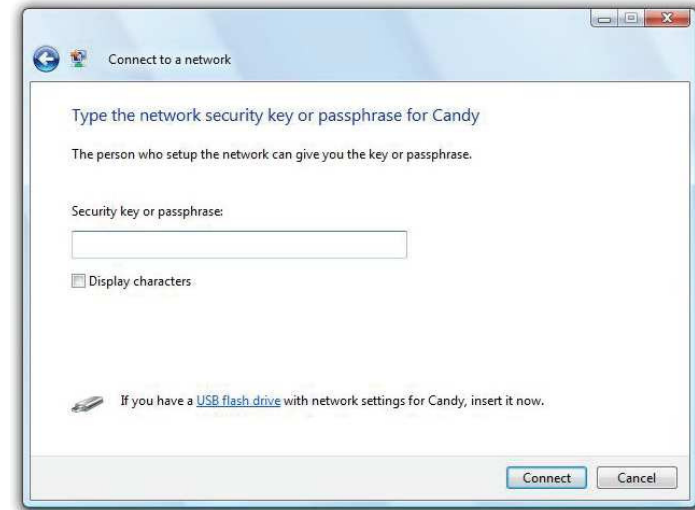 Connect to a network
Type the network security key or passphrase for Candy
The person who setup the network can give you the key or passphrase.
Security key or passphrase:
Display characters
If you have a USB flash drive with network settings for Candy, insert it now.
Connect
Cancel